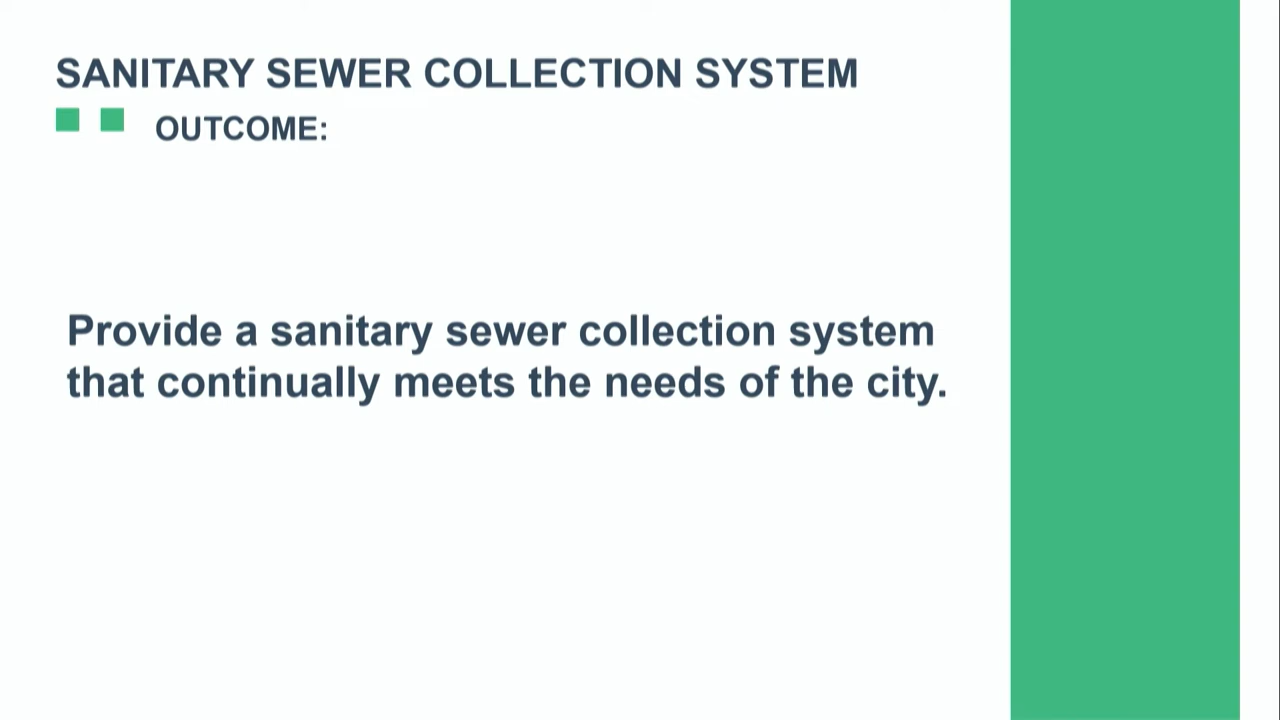 SANITARY SEWER COLLECTION SYSTEM
OUTCOME:
Provide a sanitary sewer collection system
that continually meets the needs of the city.